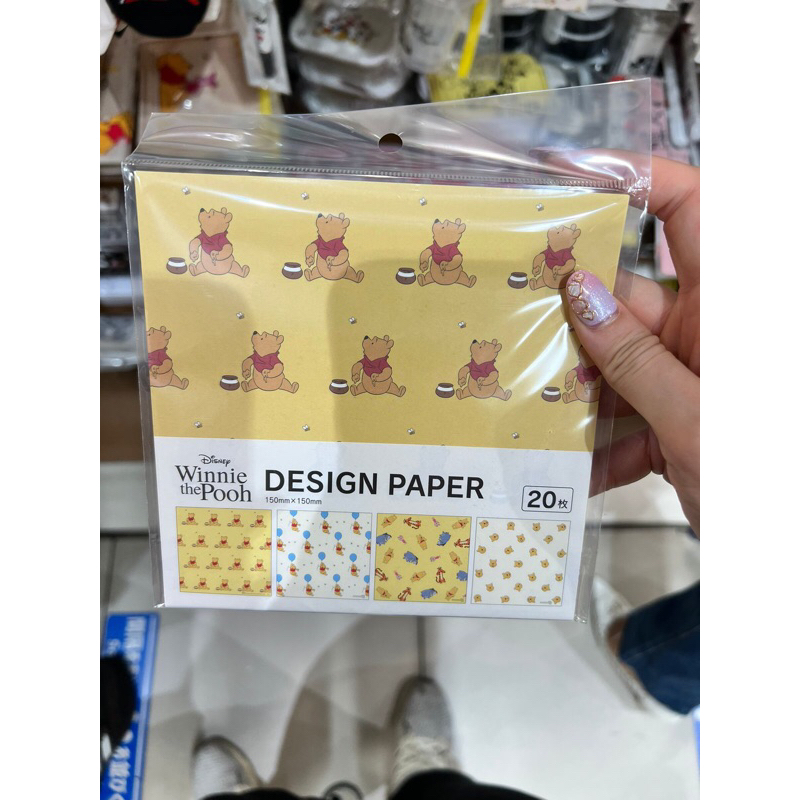 Disney
Winnie
the Pooh
DESIGN PAPER
150mm×150mm
20枚